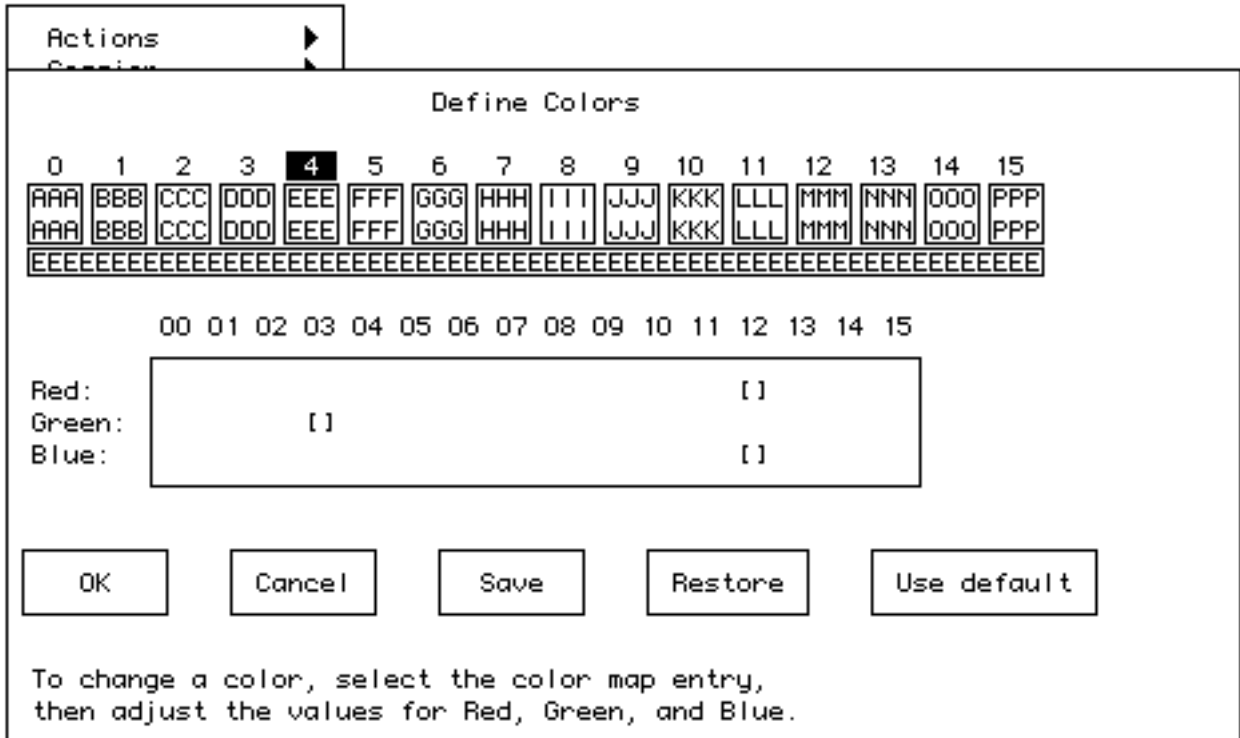 Actions
Define Colors
0 1 2 3 4 5 6 7 8 9 10 11 12 13 14 15
AAA BBB CCC DDD EEE FFF GGG HHH III JJJ KKK LLL MMM NNN OOO PPP
AAA BBB CCC DDD EEE FFF GGG HHH III JJJ KKK LLL MMM NNN OOO PPP
EEEEEEEEEEEEEEEEEEEEEEEEEEEEEEEEEEEEEEEEEEEEEEEEEEEEEEEEEEEEEEE
00 01 02 03 04 05 06 07 08 09 10 11 12 13 14 15
Red: []
Green: []
Blue: []
OK Cancel Save Restore Use default
To change a color, select the color map entry,
then adjust the values for Red, Green, and Blue.